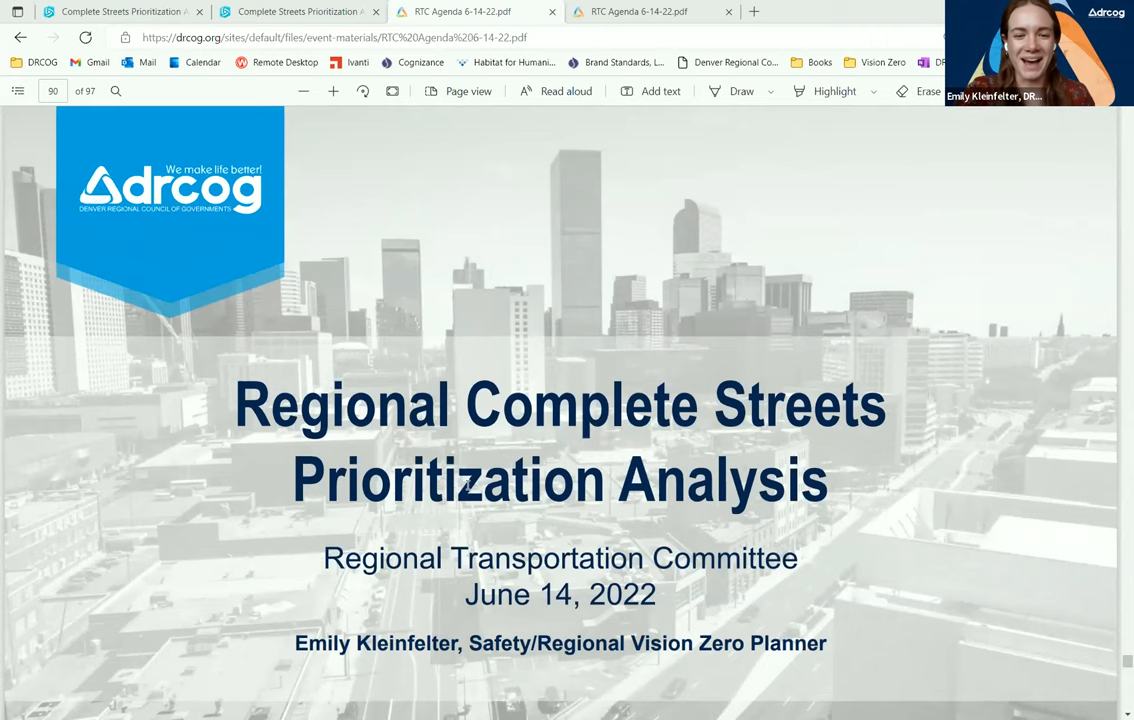 Complete Streets Prioritization A
Complete Streets Prioritization A
RTC Agenda 6-14-22.pdf
RTC Agenda 6-14-22.pdf
https://drcog.org/sites/default/files/event-materials/RTC%20Agenda%206-14-22.pdf
DRCOG
Gmail
Mail
Calendar
Remote Desktop
Ivanti
Cognizance
Habitat for Humani...
Brand Standards, L...
Denver Regional Co...
Books
Vision Zero
90 of 97
Page view
Read aloud
Add text
Draw
Highlight
Erase
drcog
Emily Kleinfelter, DR...
We make life better!
drcog
DENVER REGIONAL COUNCIL OF GOVERNMENTS
Regional Complete Streets
Prioritization Analysis
Regional Transportation Committee
June 14, 2022
Emily Kleinfelter, Safety/Regional Vision Zero Planner